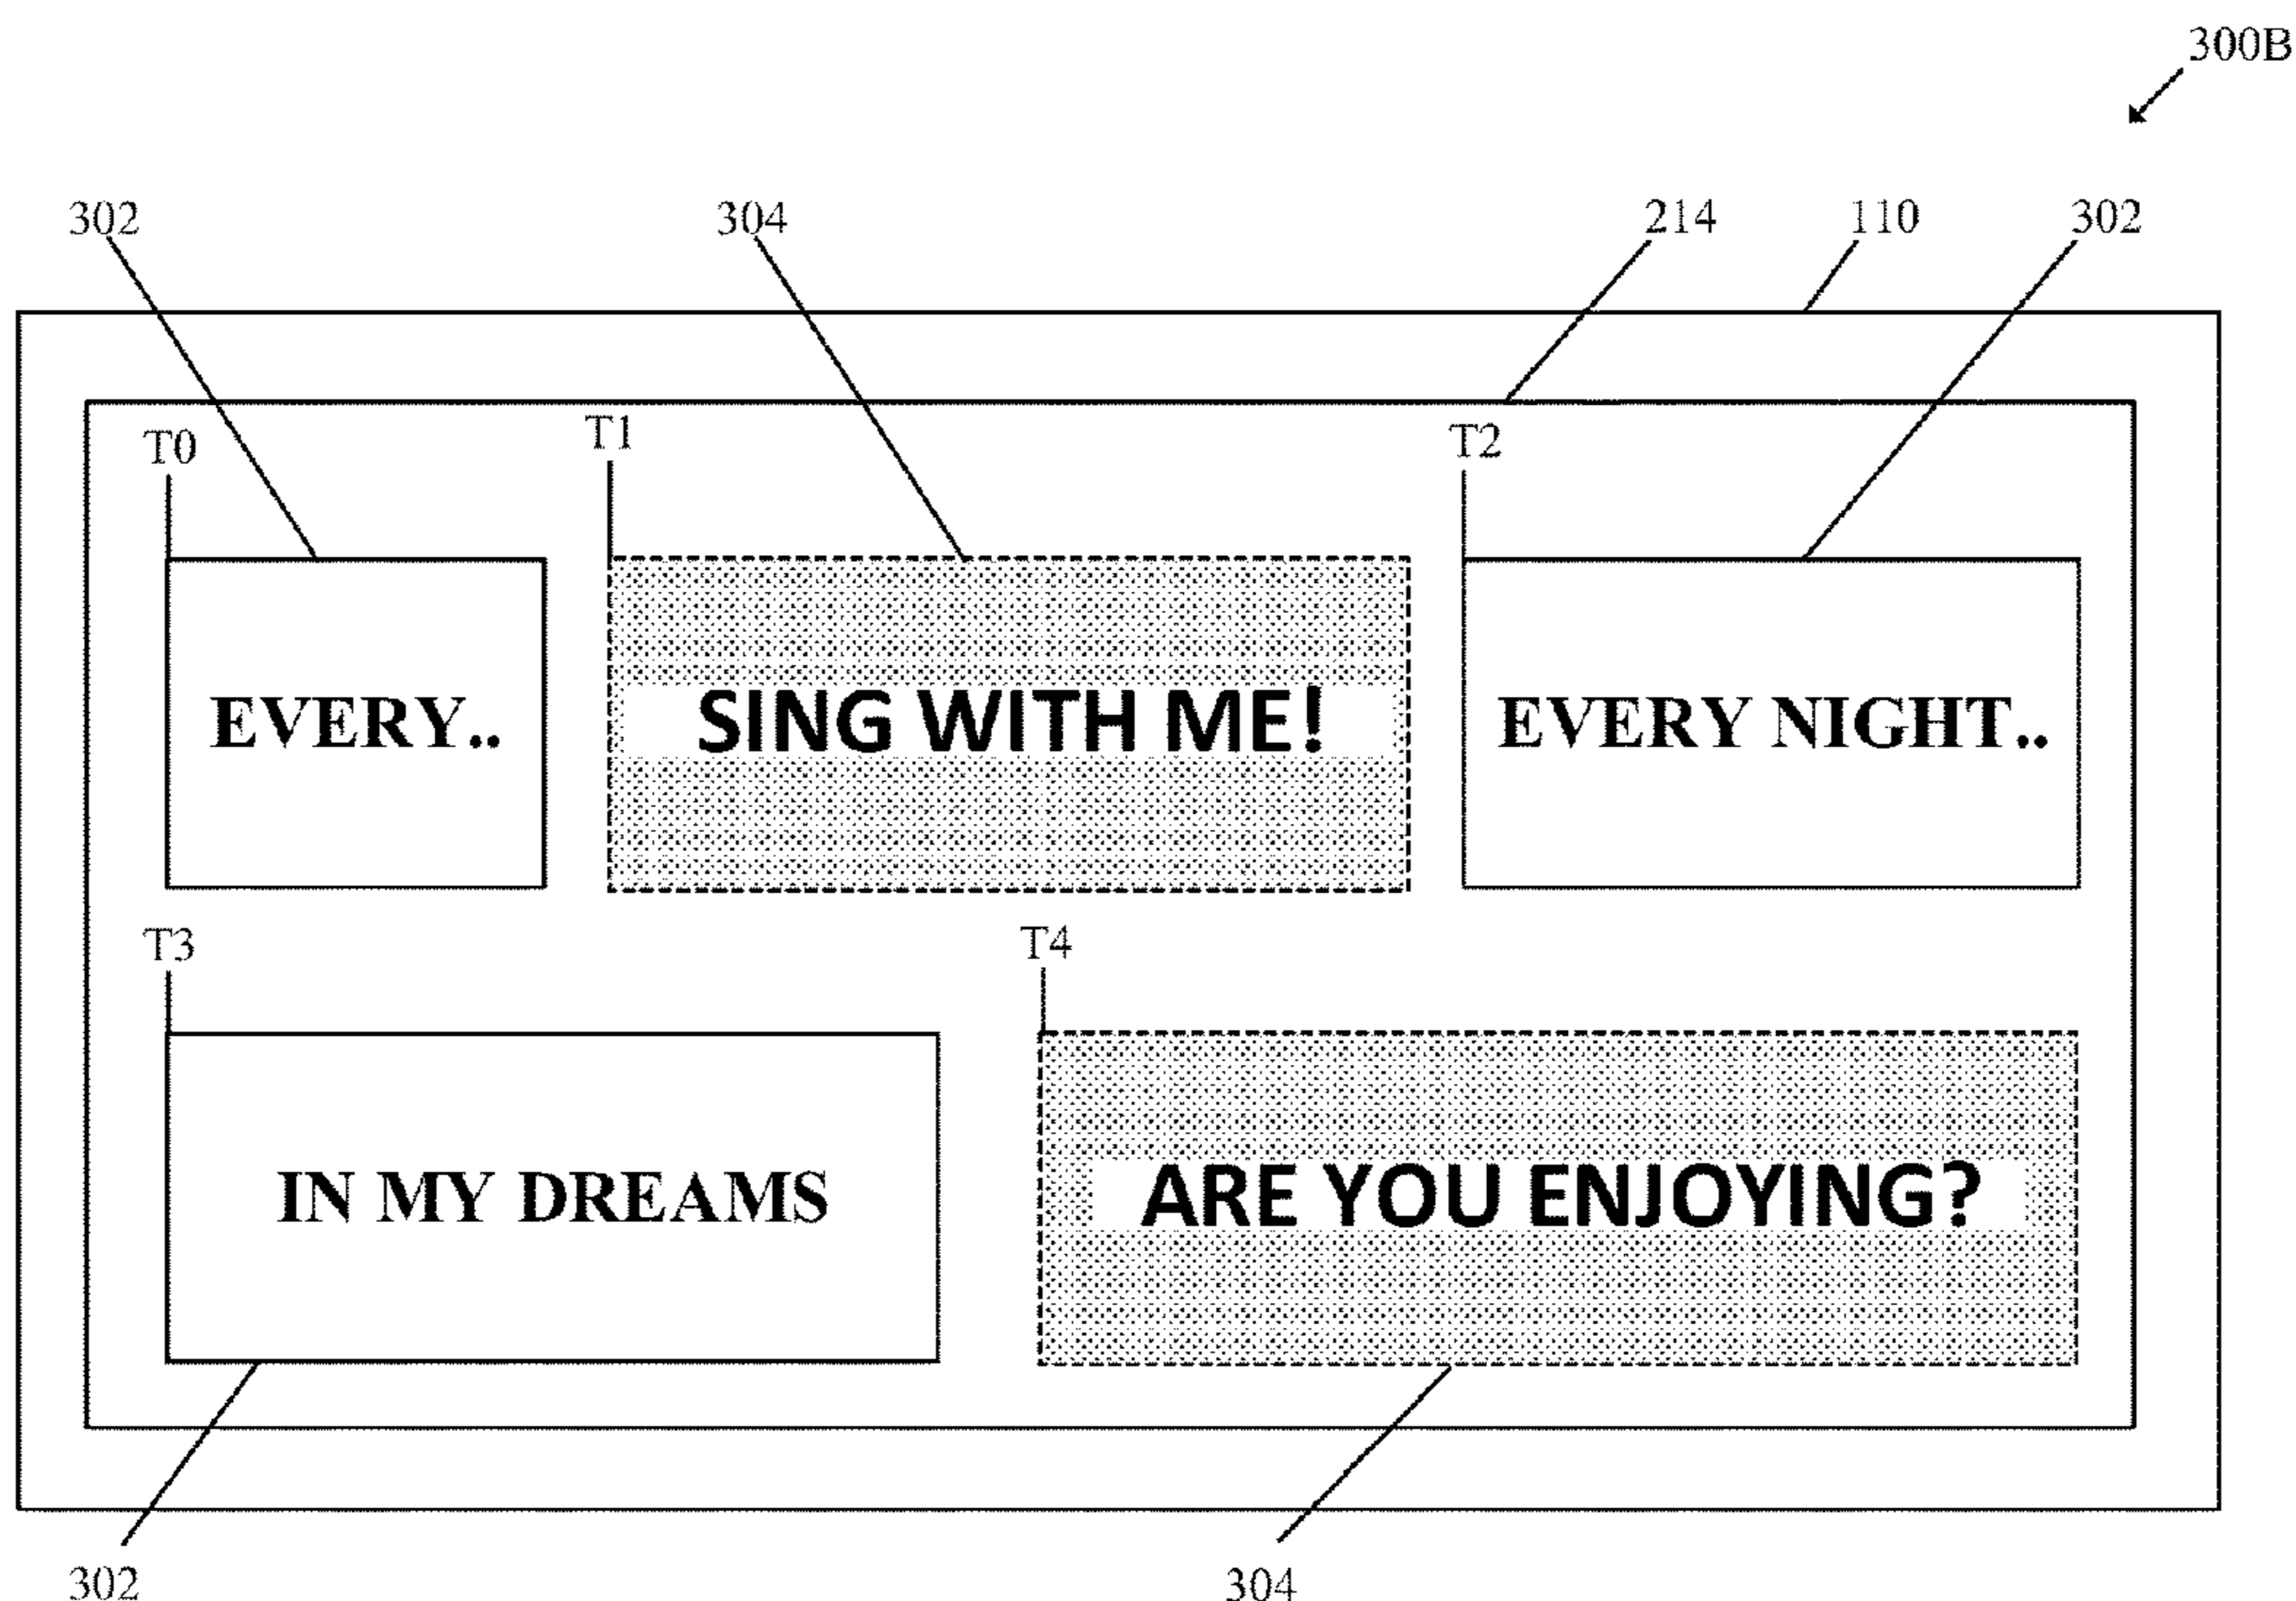 300B
302 304 214 110 302
T0 T1 T2
EVERY.. SING WITH ME! EVERY NIGHT..
T3 T4
IN MY DREAMS ARE YOU ENJOYING?
302 304